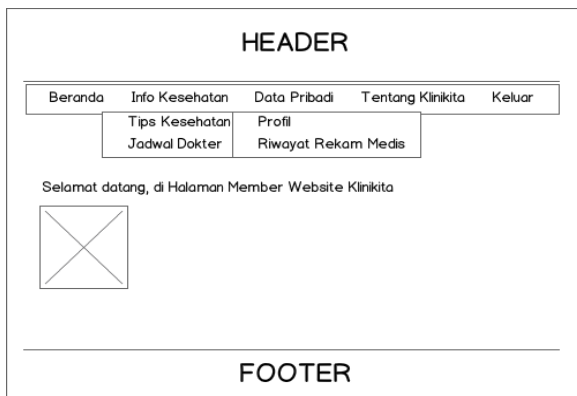 HEADER
Beranda Info Kesehatan Data Pribadi Tentang Klinikita Keluar
Tips Kesehatan Profil
Jadwal Dokter Riwayat Rekam Medis
Selamat datang, di Halaman Member Website Klinikita
FOOTER